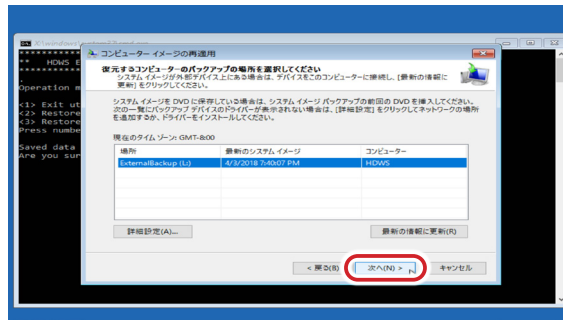 コンピューター イメージの再適用
** HDWS E
Operation m
<1> Exit ut
<2> Restore
<3> Restore
Press numbe
Saved data
Are you sur
復元するコンピューターのバックアップの場所を選択してください
システム イメージが外部デバイス上にある場合は、デバイスをこのコンピューターに接続し、[最新の情報に
更新] をクリックしてください。
システム イメージを DVD に保存している場合は、システム イメージ バックアップの前回の DVD を挿入してください。
次の一覧にバックアップ デバイスのドライバーが表示されない場合は、[詳細設定] をクリックしてネットワークの場所
を追加するか、ドライバーをインストールしてください。
現在のタイム ゾーン: GMT-8:00
場所 最新のシステム イメージ コンピューター
ExternalBackup (L:) 4/3/2018 7:40:07 PM HDWS
詳細設定(A)... 最新の情報に更新(R)
< 戻る(B) 次へ(N) > キャンセル